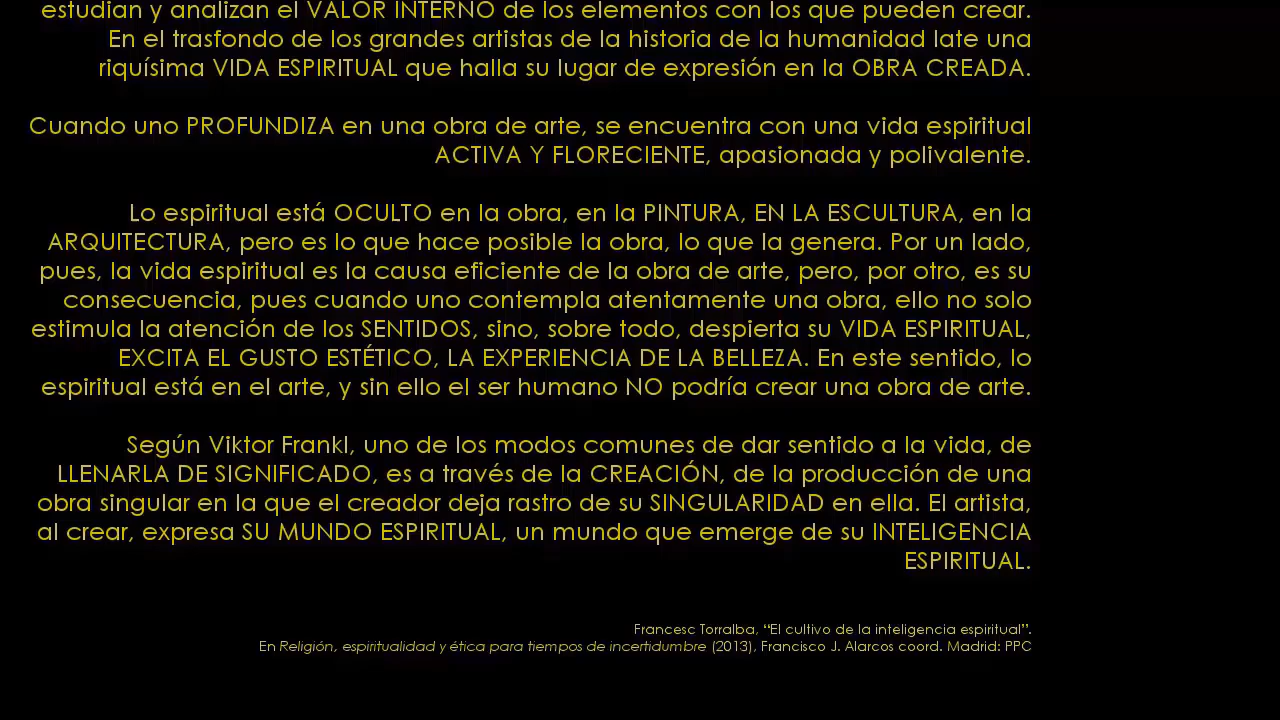 estudian y analizan el VALOR INTERNO de los elementos con los que pueden crear.
En el trasfondo de los grandes artistas de la historia de la humanidad late una
riquísima VIDA ESPIRITUAL que halla su lugar de expresión en la OBRA CREADA.
Cuando uno PROFUNDIZA en una obra de arte, se encuentra con una vida espiritual
ACTIVA Y FLORECIENTE, apasionada y polivalente.
Lo espiritual está OCULTO en la obra, en la PINTURA, EN LA ESCULTURA, en la
ARQUITECTURA, pero es lo que hace posible la obra, lo que la genera. Por un lado,
pues, la vida espiritual es la causa eficiente de la obra de arte, pero, por otro, es su
consecuencia, pues cuando uno contempla atentamente una obra, ello no solo
estimula la atención de los SENTIDOS, sino, sobre todo, despierta su VIDA ESPIRITUAL,
EXCITA EL GUSTO ESTÉTICO, LA EXPERIENCIA DE LA BELLEZA. En este sentido, lo
espiritual está en el arte, y sin ello el ser humano NO podría crear una obra de arte.
Según Viktor Frankl, uno de los modos comunes de dar sentido a la vida, de
LLENARLA DE SIGNIFICADO, es a través de la CREACIÓN, de la producción de una
obra singular en la que el creador deja rastro de su SINGULARIDAD en ella. El artista,
al crear, expresa SU MUNDO ESPIRITUAL, un mundo que emerge de su INTELIGENCIA
ESPIRITUAL.
Francesc Torralba, “El cultivo de la inteligencia espiritual”.
En Religión, espiritualidad y ética para tiempos de incertidumbre (2013), Francisco J. Alarcos coord. Madrid: PPC